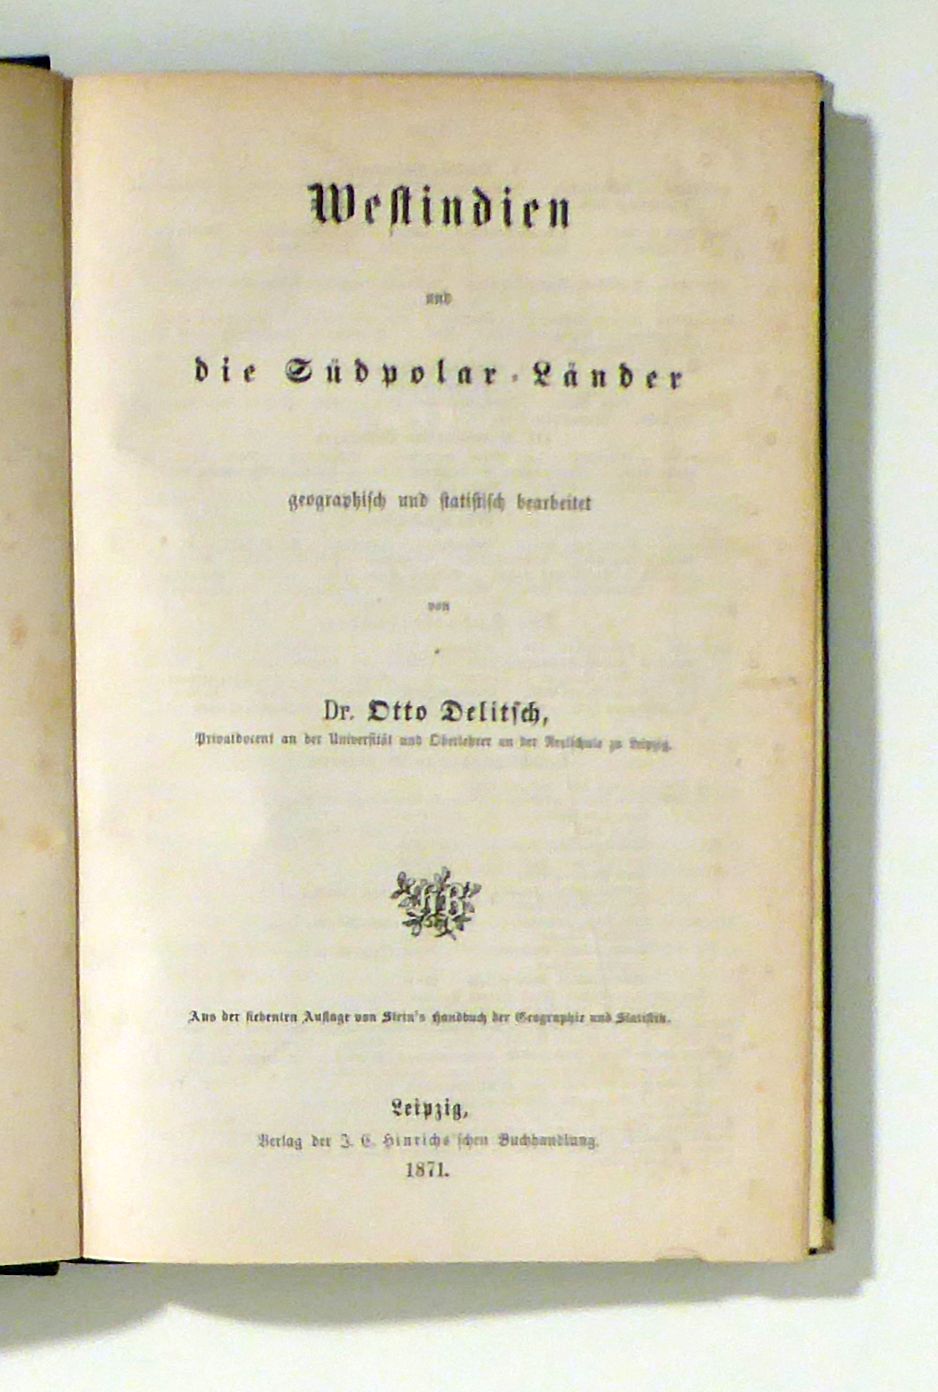 Westindien
und
die Südpolar-Länder
geographisch und statistisch bearbeitet
von
Dr. Otto Delitsch,
Privatdocent an der Universität und Oberlehrer an der Realschule zu Leipzig.
Aus der siebenten Auflage von Stein's Handbuch der Geographie und Statistik.
Leipzig,
Verlag der J. C. Hinrichs'schen Buchhandlung.
1871.